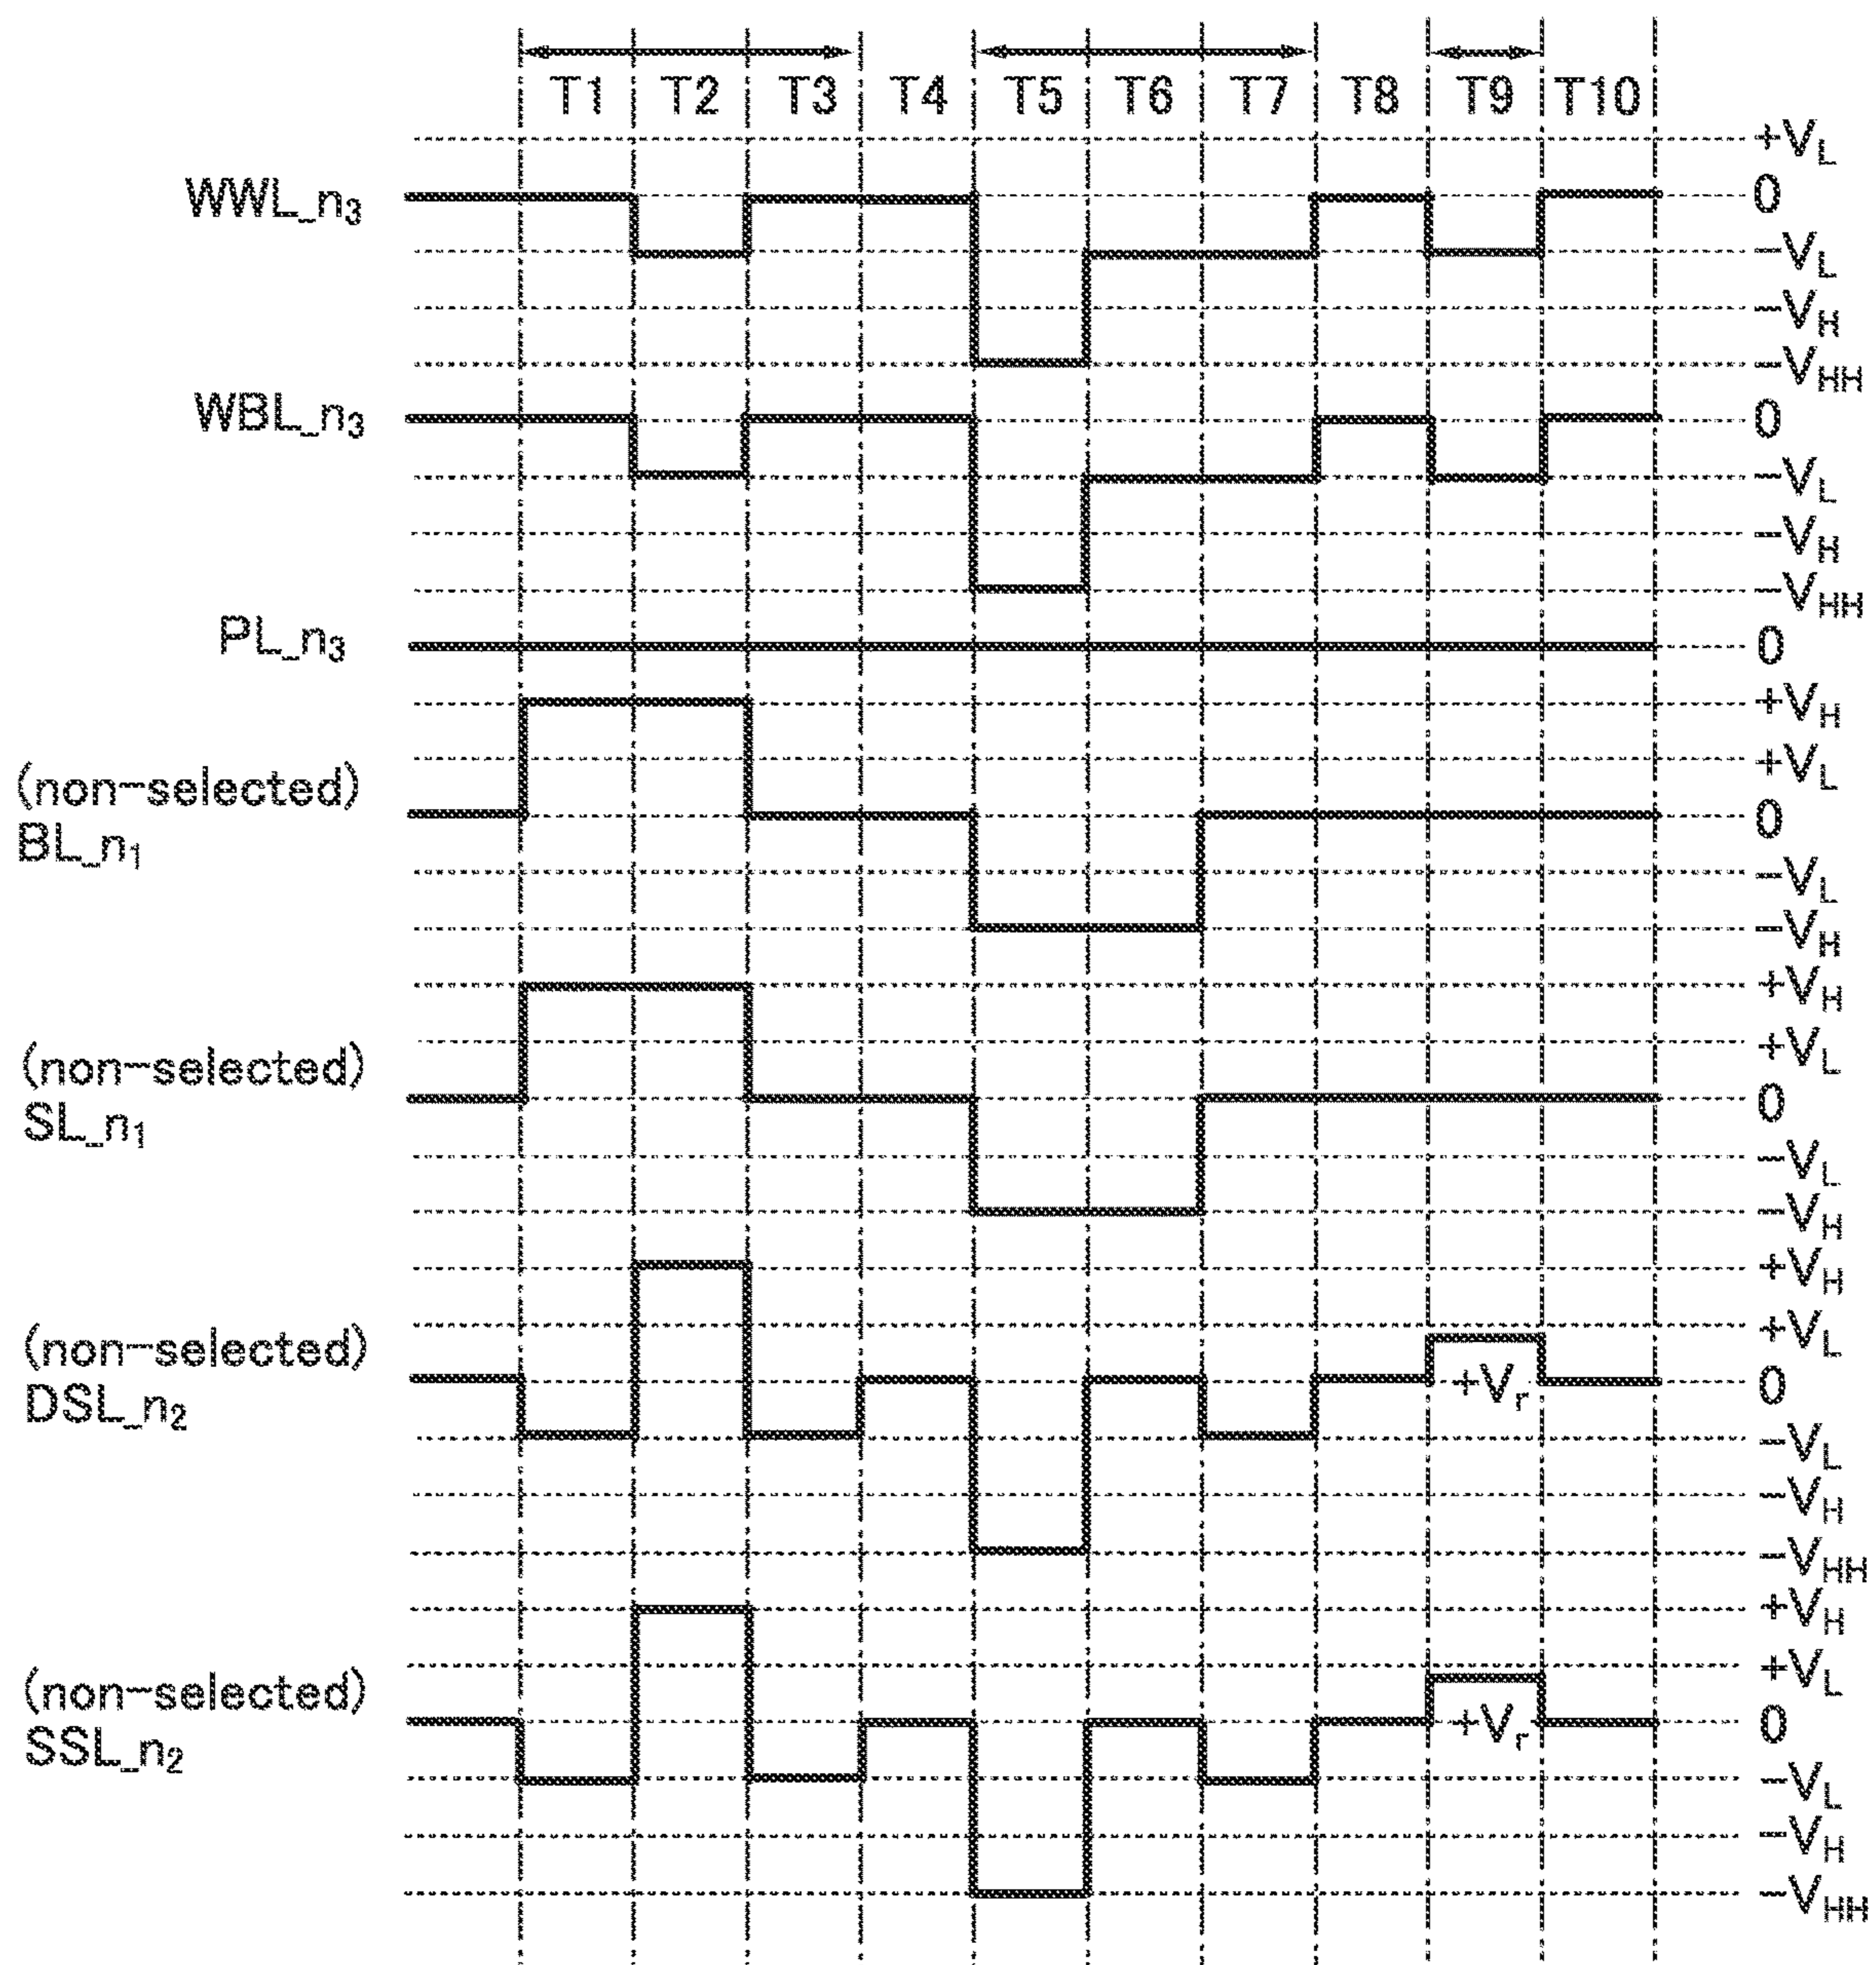 T1 T2 T3 T4 T5 T6 T7 T8 T9 T10
+V_L
WWL_n₃ 0
−V_L
−V_H
−V_HH
WBL_n₃ 0
−V_L
−V_H
−V_HH
PL_n₃ 0
+V_H
+V_L
(non-selected)
BL_n₁ 0
−V_L
−V_H
+V_H
+V_L
(non-selected)
SL_n₁ 0
−V_L
−V_H
+V_H
+V_L
(non-selected)
DSL_n₂ +Vᵣ 0
−V_L
−V_H
−V_HH
+V_H
+V_L
(non-selected)
SSL_n₂ +Vᵣ 0
−V_L
−V_H
−V_HH